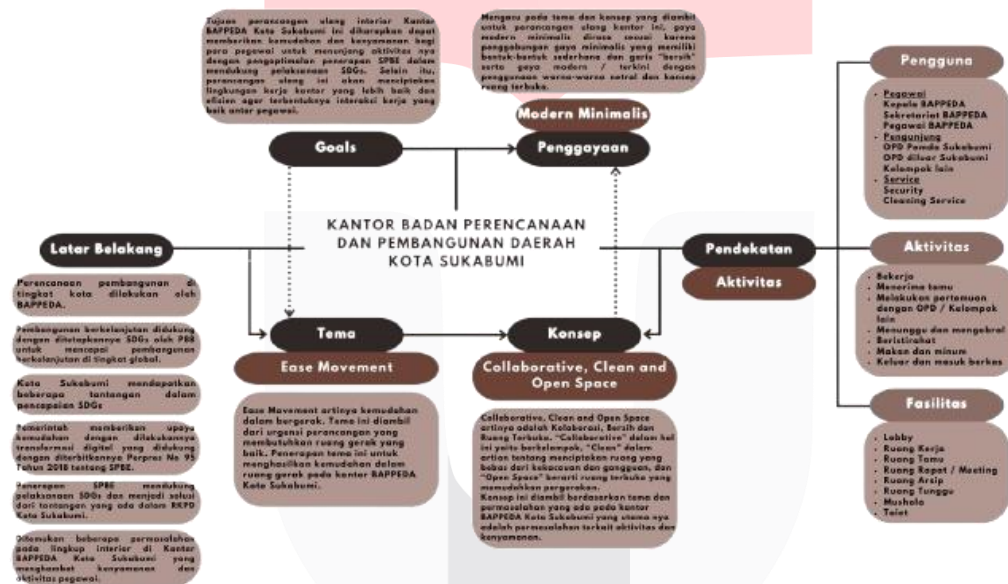 Tujuan perancangan ulang interior Kantor
BAPPEDA Kota Sukabumi ini diharapkan dapat
memberikan kemudahan dan kenyamanan bagi
para pegawai untuk menunjang aktivitas nya
dengan pengoptimalan penerapan SPBE dalam
mendukung pelaksanaan SDGs. Selain itu,
perancangan ulang ini akan menciptakan
lingkungan kerja kantor yang lebih baik dan
efisien agar terbentuknya interaksi kerja yang
baik antar pegawai.
Goals
Mengacu pada tema dan konsep yang diambil
untuk perancangan ulang kantor ini, gaya
modern minimalis dirasa sesuai karena
penggabungan gaya minimalis yang memiliki
bentuk-bentuk sederhana dan garis "bersih"
serta gaya modern / terkini dengan
penggunaan warna-warna netral dan konsep
ruang terbuka.
Modern Minimalis
Penggayaan
KANTOR BADAN PERENCANAAN
DAN PEMBANGUNAN DAERAH
KOTA SUKABUMI
Latar Belakang
Perencanaan pembangunan di
tingkat kota dilakukan oleh
BAPPEDA.
Pembangunan berkelanjutan didukung
dengan ditetapkannya SDGs oleh PBB
untuk mencapai pembangunan
berkelanjutan di tingkat global.
Kota Sukabumi mendapatkan
beberapa tantangan dalam
pencapaian SDGs
Pemerintah memberikan upaya
kemudahan dengan dilakukannya
transformasi digital yang didukung
dengan diterbitkannya Perpres No 95
Tahun 2018 tentang SPBE.
Penerapan SPBE mendukung
pelaksanaan SDGs dan menjadi solusi
dari tantangan yang ada dalam RKPD
Kota Sukabumi.
Ditemukan beberapa permasalahan
pada lingkup interior di Kantor
BAPPEDA Kota Sukabumi yang
menghambat kenyamanan dan
aktivitas pegawai.
Tema
Ease Movement
Ease Movement artinya kemudahan
dalam bergerak. Tema ini diambil
dari urgensi perancangan yang
membutuhkan ruang gerak yang
baik. Penerapan tema ini untuk
menghasilkan kemudahan dalam
ruang gerak pada kantor BAPPEDA
Kota Sukabumi.
Konsep
Collaborative, Clean and
Open Space
Collaborative, Clean and Open Space
artinya adalah Kolaborasi, Bersih dan
Ruang Terbuka. "Collaborative" dalam hal
ini yaitu berkelompok, "Clean" dalam
artian tentang menciptakan ruang yang
bebas dari kekacauan dan gangguan, dan
"Open Space" berarti ruang terbuka yang
memudahkan pergerakan.
Konsep ini diambil berdasarkan tema dan
permasalahan yang ada pada kantor
BAPPEDA Kota Sukabumi yang utama nya
adalah permasalahan terkait aktivitas dan
kenyamanan.
Pendekatan
Aktivitas
Pengguna
• Pegawai
Kepala BAPPEDA
Sekretariat BAPPEDA
Pegawai BAPPEDA
• Pengunjung
OPD Pemda Sukabumi
OPD diluar Sukabumi
Kelompok lain
• Service
Security
Cleaning Service
Aktivitas
• Bekerja
• Menerima tamu
• Melakukan pertemuan
dengan OPD / Kelompok
lain
• Menunggu dan mengobrol
• Beristirahat
• Makan dan minum
• Keluar dan masuk berkas
Fasilitas
• Lobby
• Ruang Kerja
• Ruang Tamu
• Ruang Rapat / Meeting
• Ruang Arsip
• Ruang Tunggu
• Mushola
• Toilet